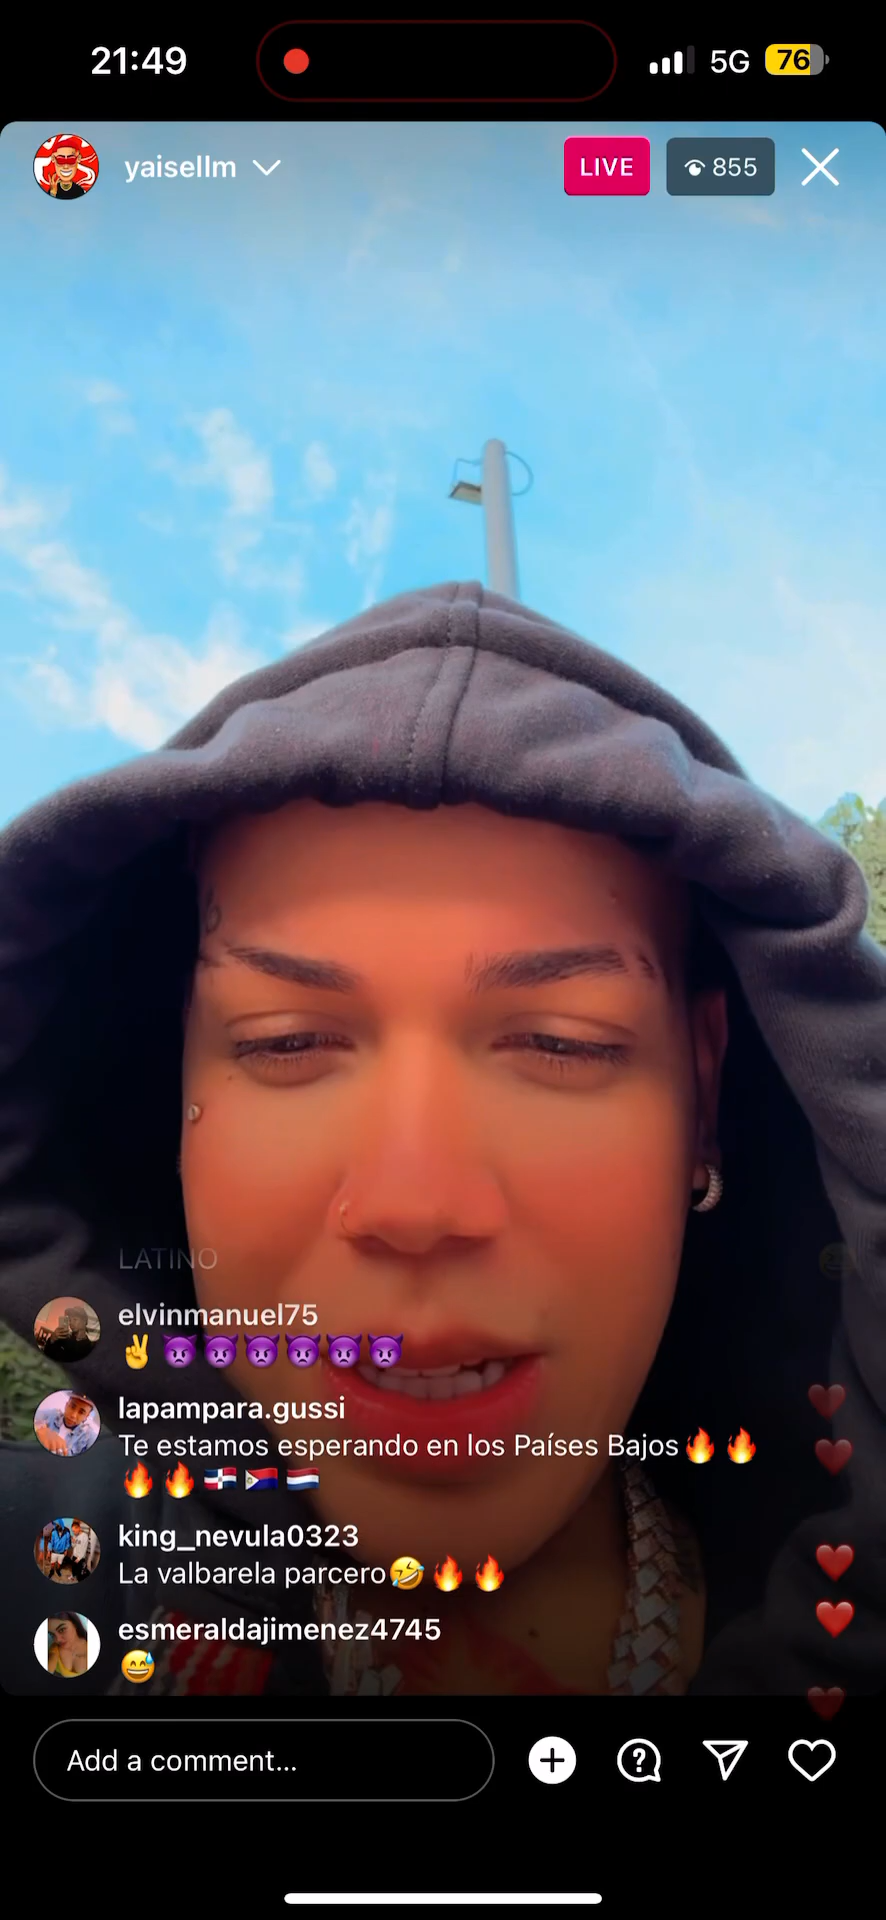 21:49
5G
76
yaisellm
LIVE
855
LATINO
elvinmanuel75
✌️👿👿👿👿👿👿
lapampara.gussi
Te estamos esperando en los Países Bajos🔥🔥
🔥🔥🇩🇴🇵🇭🇳🇱
king_nevula0323
La valbarela parcero🤣🔥🔥
esmeraldajimenez4745
😅
Add a comment...